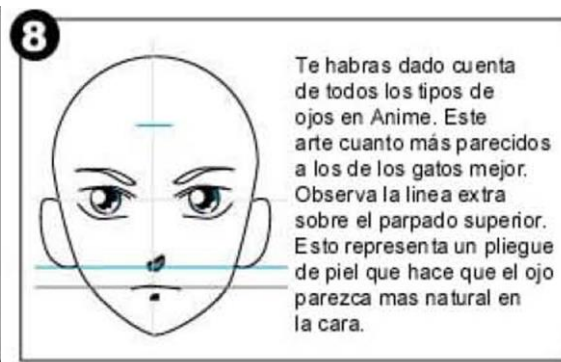 8
Te habras dado cuenta
de todos los tipos de
ojos en Anime. Este
arte cuanto más parecidos
a los de los gatos mejor.
Observa la linea extra
sobre el parpado superior.
Esto representa un pliegue
de piel que hace que el ojo
parezca mas natural en
la cara.